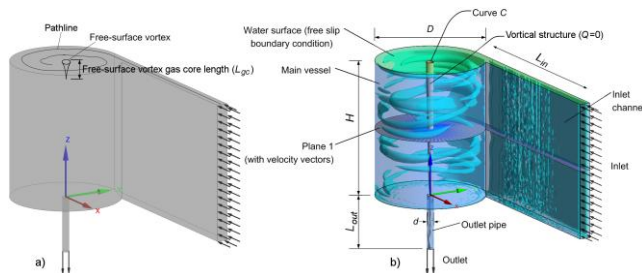 a)
Pathline
Free-surface vortex
Free-surface vortex gas core length (Lgc)
z
x
Water surface (free slip
boundary condition)
D
Curve C
Vortical structure (Q=0)
Lin
Main vessel
H
Inlet
channel
Plane 1
(with velocity vectors)
Inlet
Lout
d
Outlet pipe
b)
Outlet